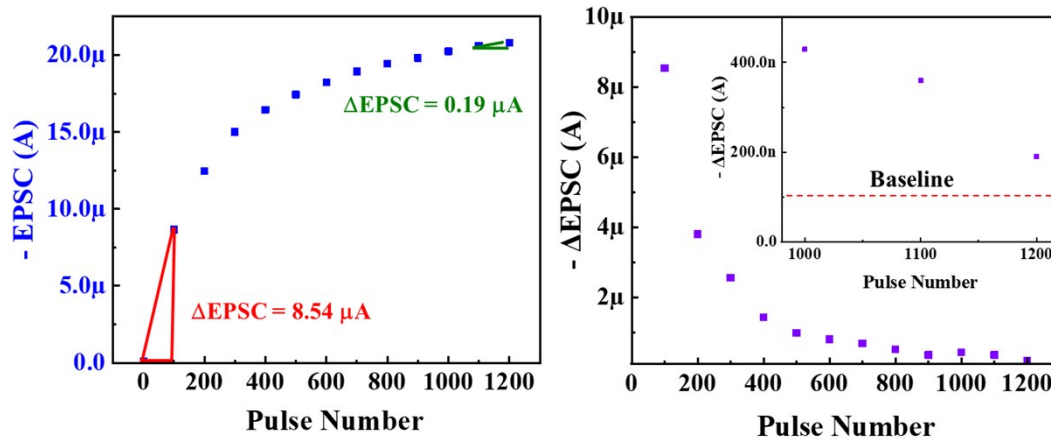 20.0μ
15.0μ
10.0μ
5.0μ
0.0
- EPSC (A)
ΔEPSC = 0.19 μA
ΔEPSC = 8.54 μA
0 200 400 600 800 1000 1200
Pulse Number
10μ
8μ
6μ
4μ
2μ
- ΔEPSC (A)
0 200 400 600 800 1000 1200
Pulse Number
400.0n
200.0n
0.0
- ΔEPSC (A)
Baseline
1000 1100 1200
Pulse Number